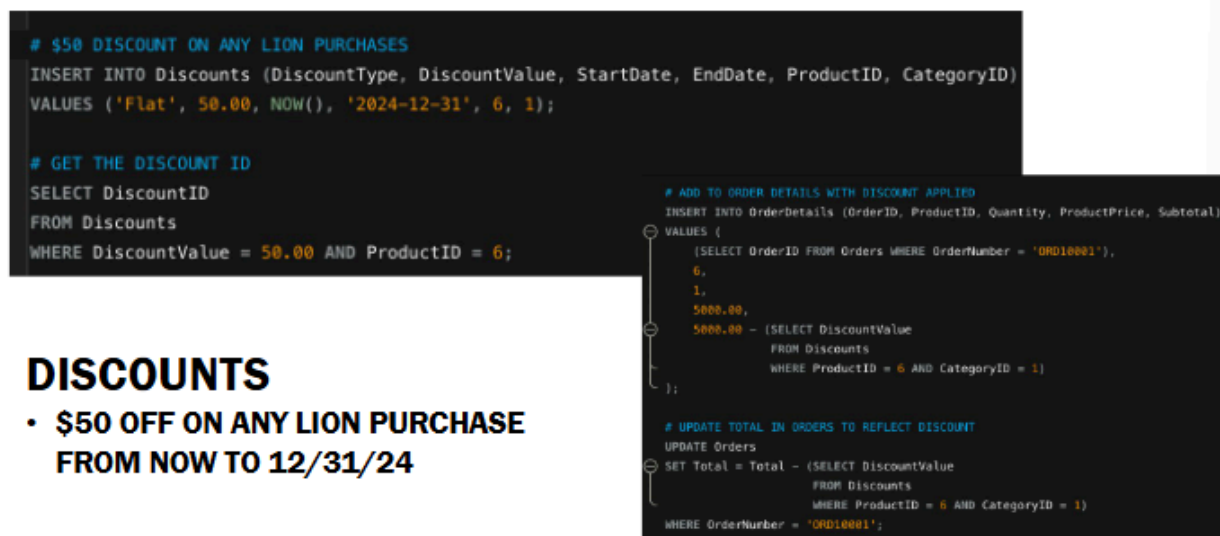 # $50 DISCOUNT ON ANY LION PURCHASES
INSERT INTO Discounts (DiscountType, DiscountValue, StartDate, EndDate, ProductID, CategoryID)
VALUES ('Flat', 50.00, NOW(), '2024-12-31', 6, 1);
# GET THE DISCOUNT ID
SELECT DiscountID
FROM Discounts
WHERE DiscountValue = 50.00 AND ProductID = 6;
# ADD TO ORDER DETAILS WITH DISCOUNT APPLIED
INSERT INTO OrderDetails (OrderID, ProductID, Quantity, ProductPrice, Subtotal)
VALUES (
(SELECT OrderID FROM Orders WHERE OrderNumber = 'ORD10001'),
6,
1,
5000.00,
5000.00 - (SELECT DiscountValue
FROM Discounts
WHERE ProductID = 6 AND CategoryID = 1)
);
# UPDATE TOTAL IN ORDERS TO REFLECT DISCOUNT
UPDATE Orders
SET Total = Total - (SELECT DiscountValue
FROM Discounts
WHERE ProductID = 6 AND CategoryID = 1)
WHERE OrderNumber = 'ORD10001';
DISCOUNTS
• $50 OFF ON ANY LION PURCHASE
FROM NOW TO 12/31/24